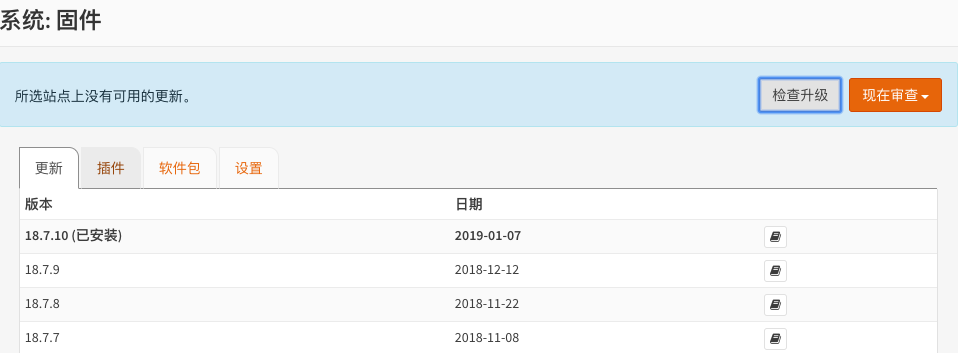 系统: 固件
所选站点上没有可用的更新。 检查升级 现在审查
更新 插件 软件包 设置
版本 日期
18.7.10 (已安装) 2019-01-07
18.7.9 2018-12-12
18.7.8 2018-11-22
18.7.7 2018-11-08